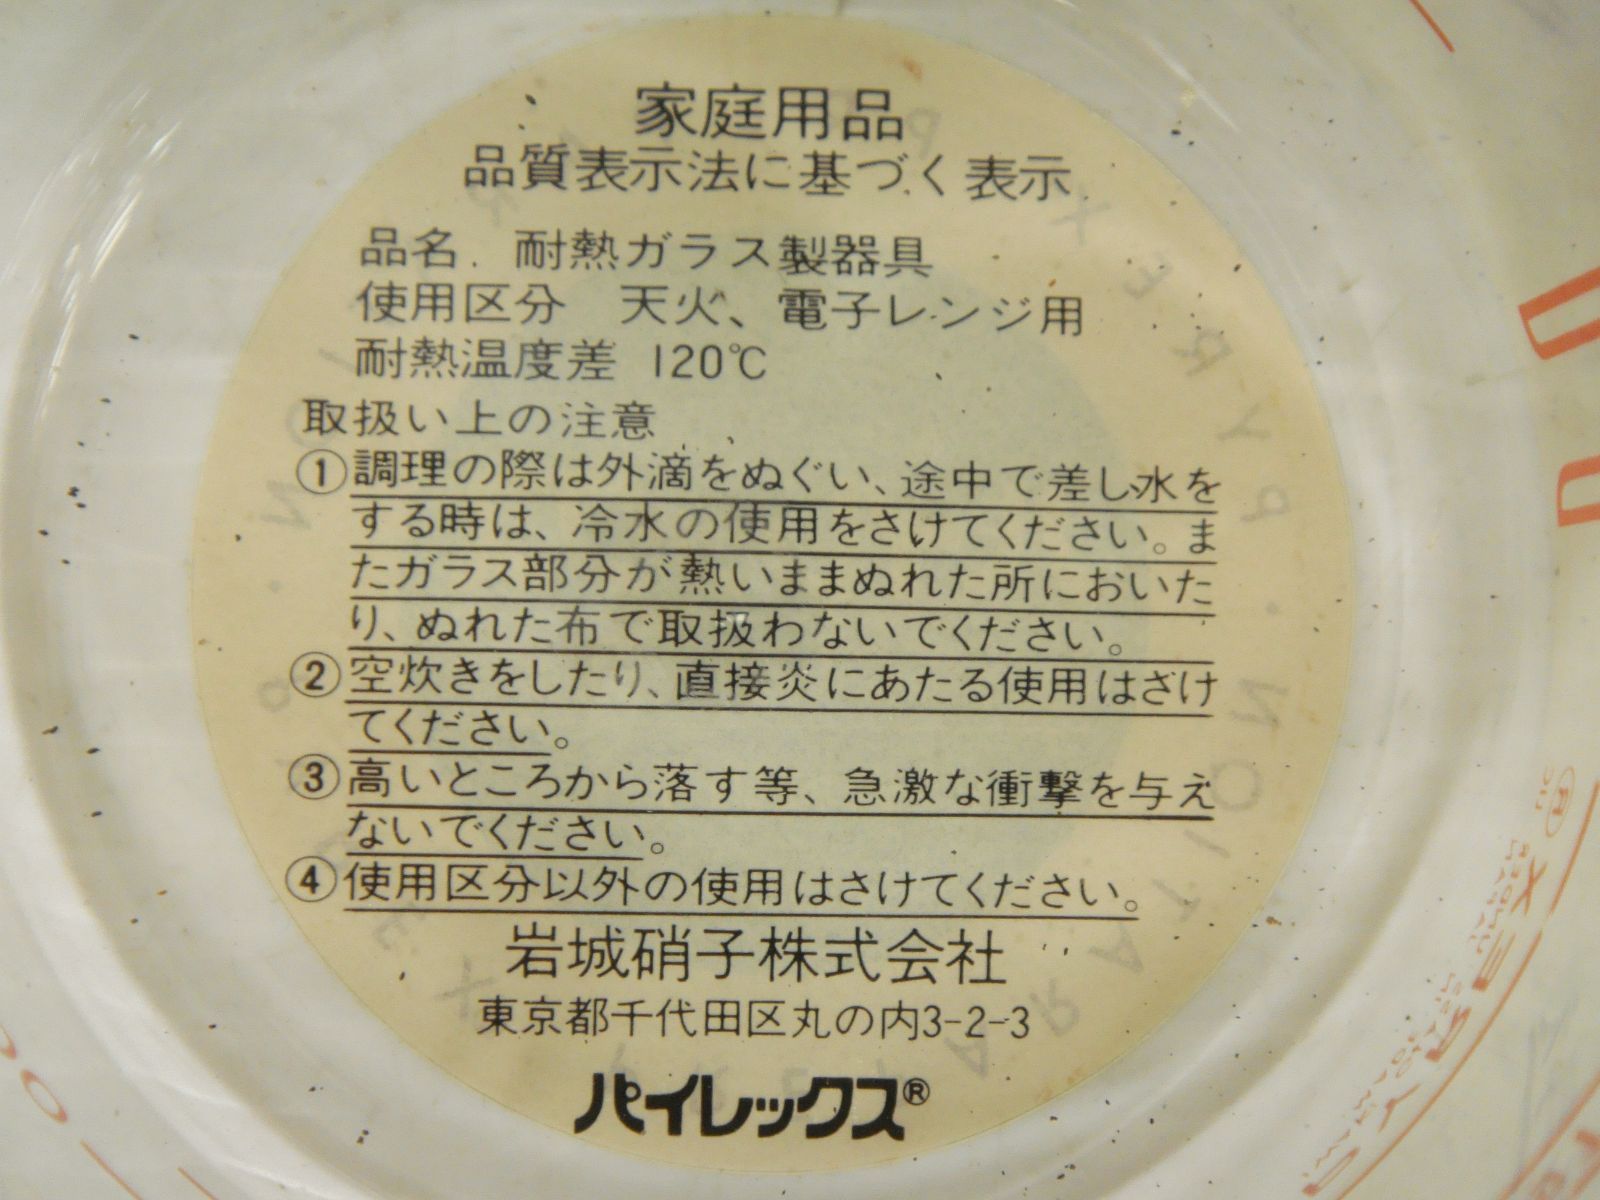 家庭用品
品質表示法に基づく表示
品名 耐熱ガラス製器具
使用区分 天火、電子レンジ用
耐熱温度差 120℃
取扱い上の注意
①調理の際は外滴をぬぐい、途中で差し水を
する時は、冷水の使用をさけてください。ま
たガラス部分が熱いままぬれた所においた
り、ぬれた布で取扱わないでください。
②空炊きをしたり、直接炎にあたる使用はさけ
てください。
③高いところから落す等、急激な衝撃を与え
ないでください。
④使用区分以外の使用はさけてください。
岩城硝子株式会社
東京都千代田区丸の内3-2-3
パイレックス®